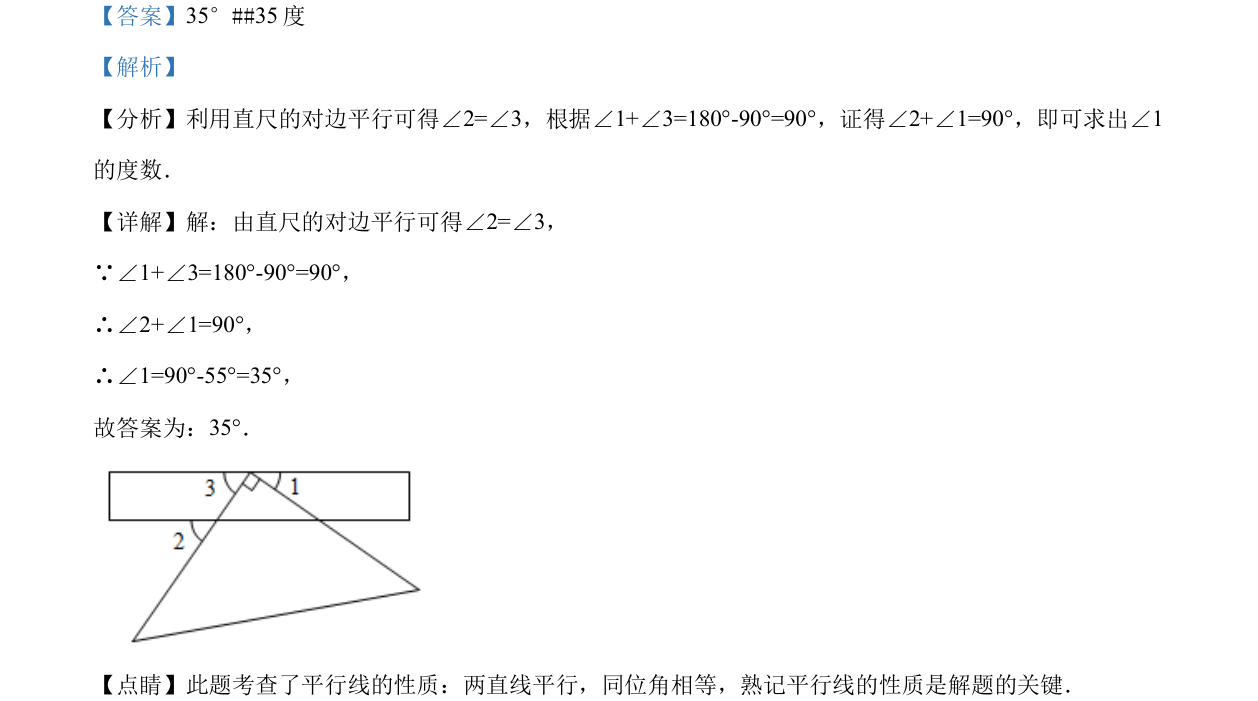 【答案】35°##35度
【解析】
【分析】利用直尺的对边平行可得∠2=∠3，根据∠1+∠3=180°-90°=90°，证得∠2+∠1=90°，即可求出∠1
的度数．
【详解】解：由直尺的对边平行可得∠2=∠3，
∵∠1+∠3=180°-90°=90°，
∴∠2+∠1=90°，
∴∠1=90°-55°=35°，
故答案为：35°．
3 1
2
【点睛】此题考查了平行线的性质：两直线平行，同位角相等，熟记平行线的性质是解题的关键．